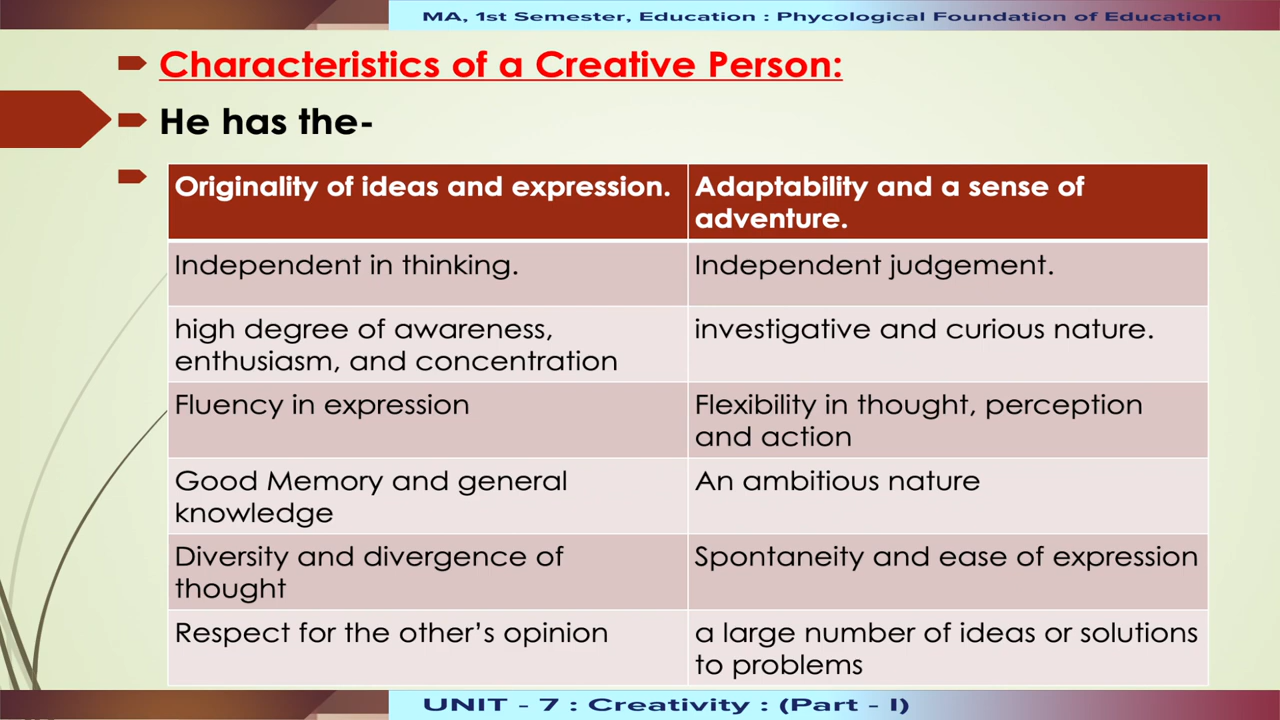 MA, 1st Semester, Education : Phycological Foundation of Education
Characteristics of a Creative Person:
He has the-
Originality of ideas and expression.
Adaptability and a sense of
adventure.
Independent in thinking.
Independent judgement.
high degree of awareness,
enthusiasm, and concentration
investigative and curious nature.
Fluency in expression
Flexibility in thought, perception
and action
Good Memory and general
knowledge
An ambitious nature
Diversity and divergence of
thought
Spontaneity and ease of expression
Respect for the other’s opinion
a large number of ideas or solutions
to problems
UNIT - 7 : Creativity : (Part - I)